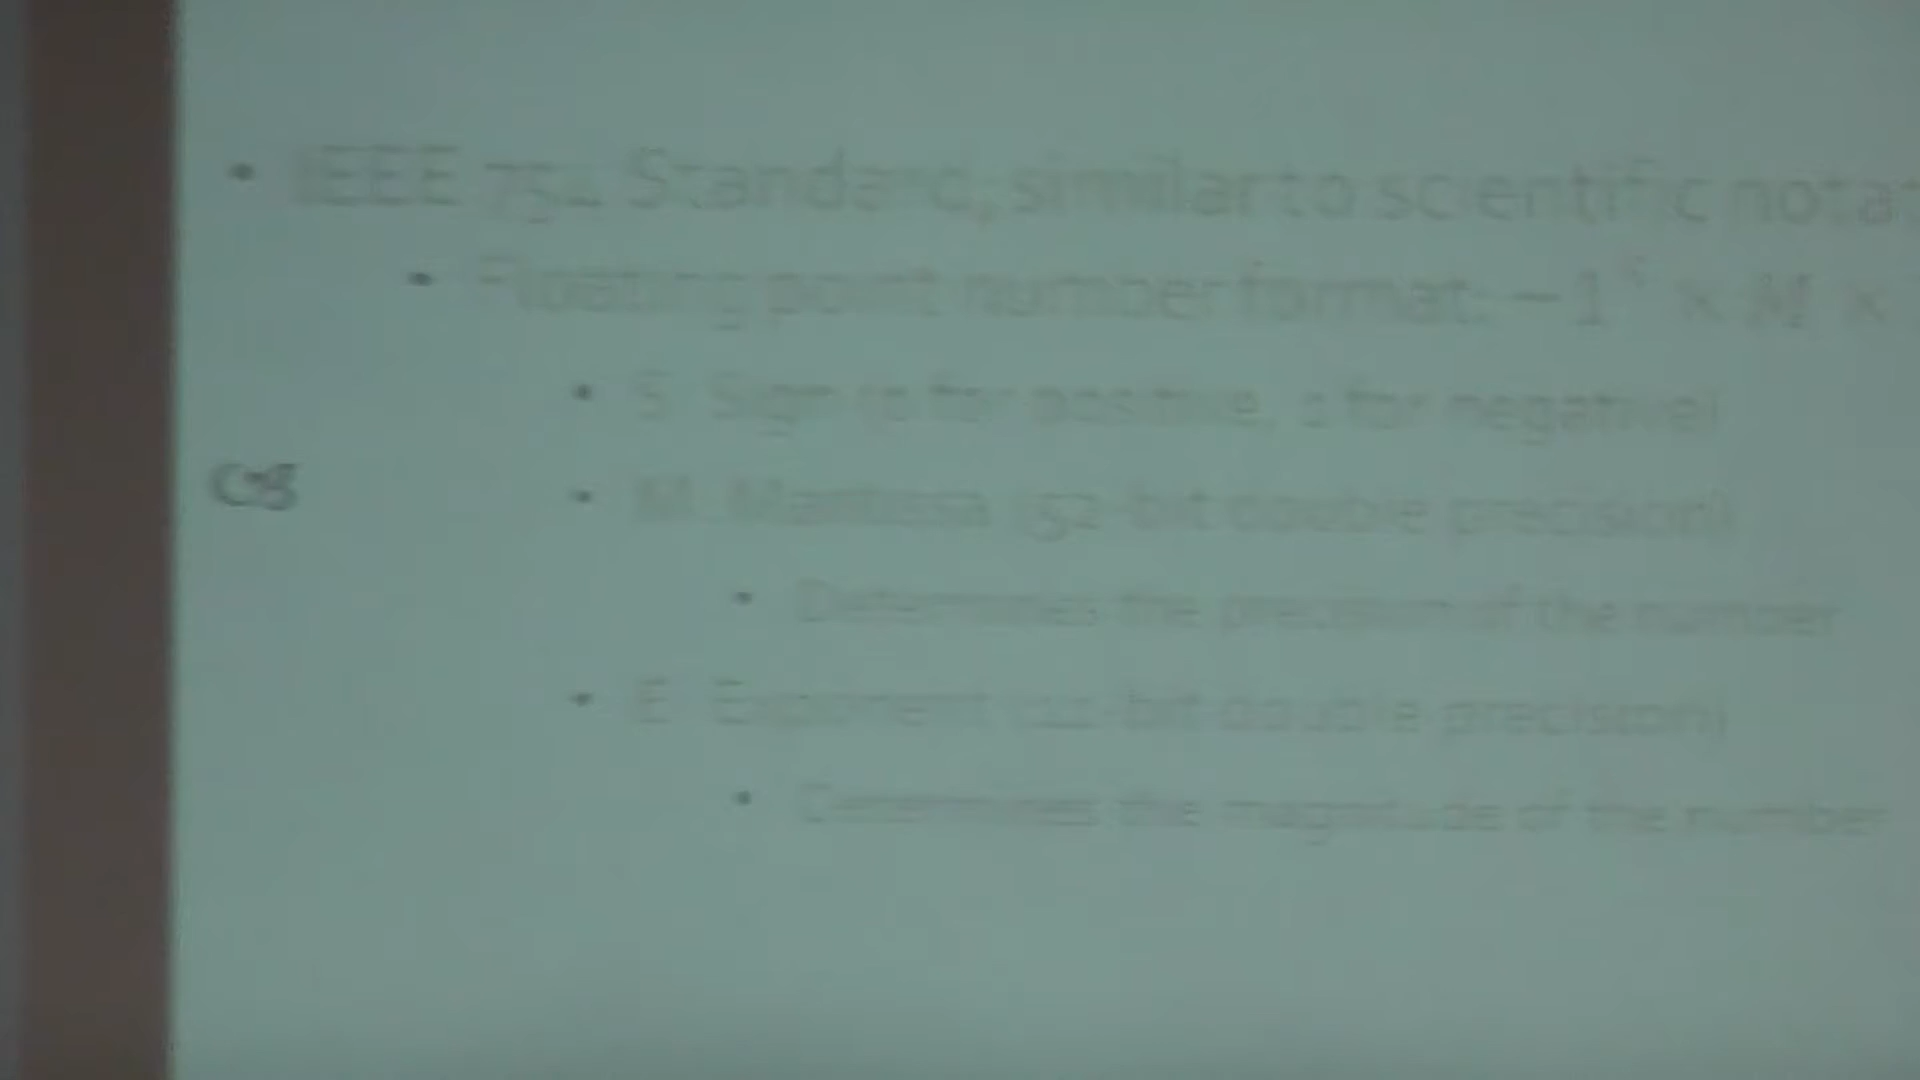 • IEEE 754 Standard, similar to scientific nota
• Floating point number format: −1ˢ × M ×
• S: Sign (0 for positive, 1 for negative)
• M: Mantissa (52-bit double precision)
• Determines the precision of the number
• E: Exponent (11-bit double precision)
• Determines the magnitude of the number